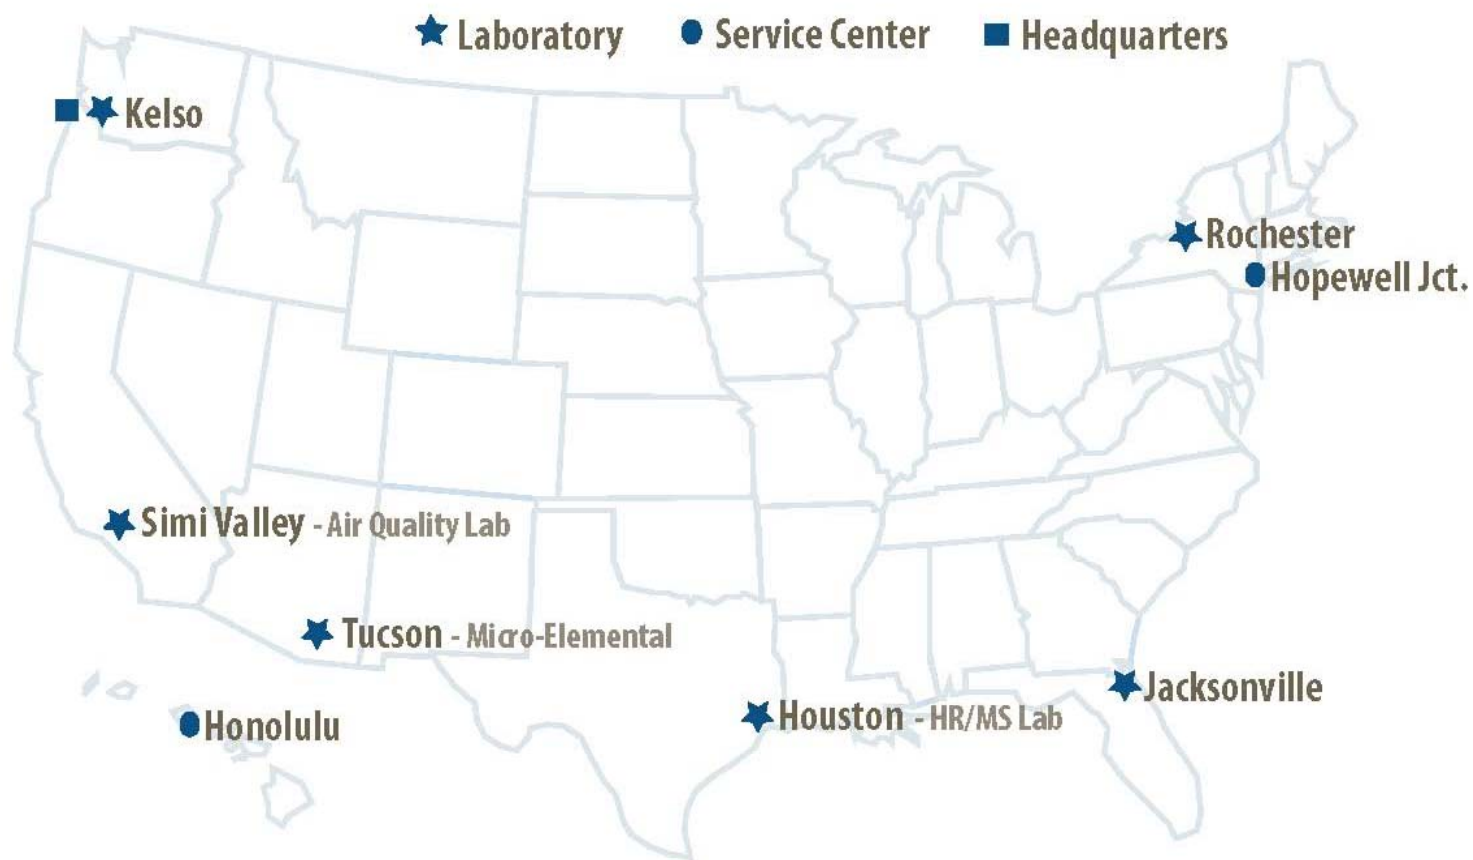 Laboratory Service Center Headquarters
Kelso
Rochester
Hopewell Jct.
Simi Valley - Air Quality Lab
Tucson - Micro-Elemental
Jacksonville
Houston - HR/MS Lab
Honolulu